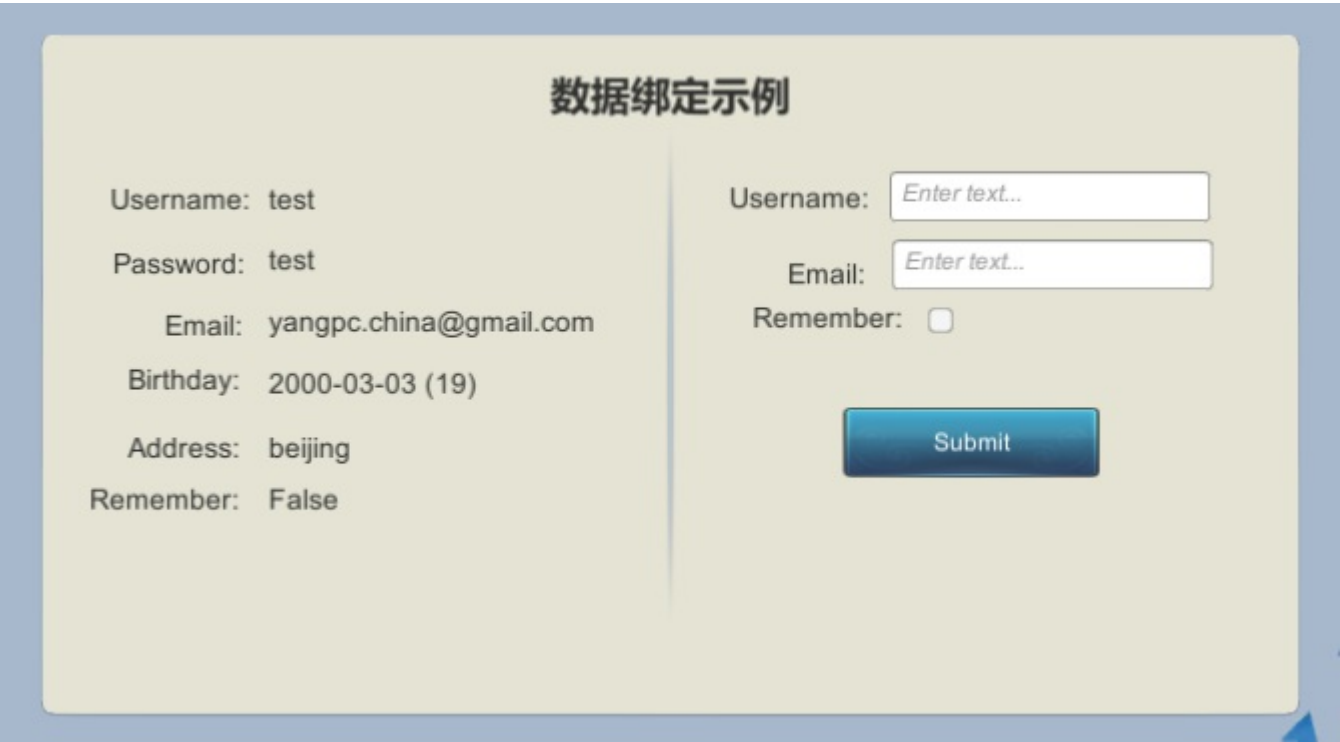 数据绑定示例
Username: test
Password: test
Email: yangpc.china@gmail.com
Birthday: 2000-03-03 (19)
Address: beijing
Remember: False
Username: Enter text...
Email: Enter text...
Remember:
Submit